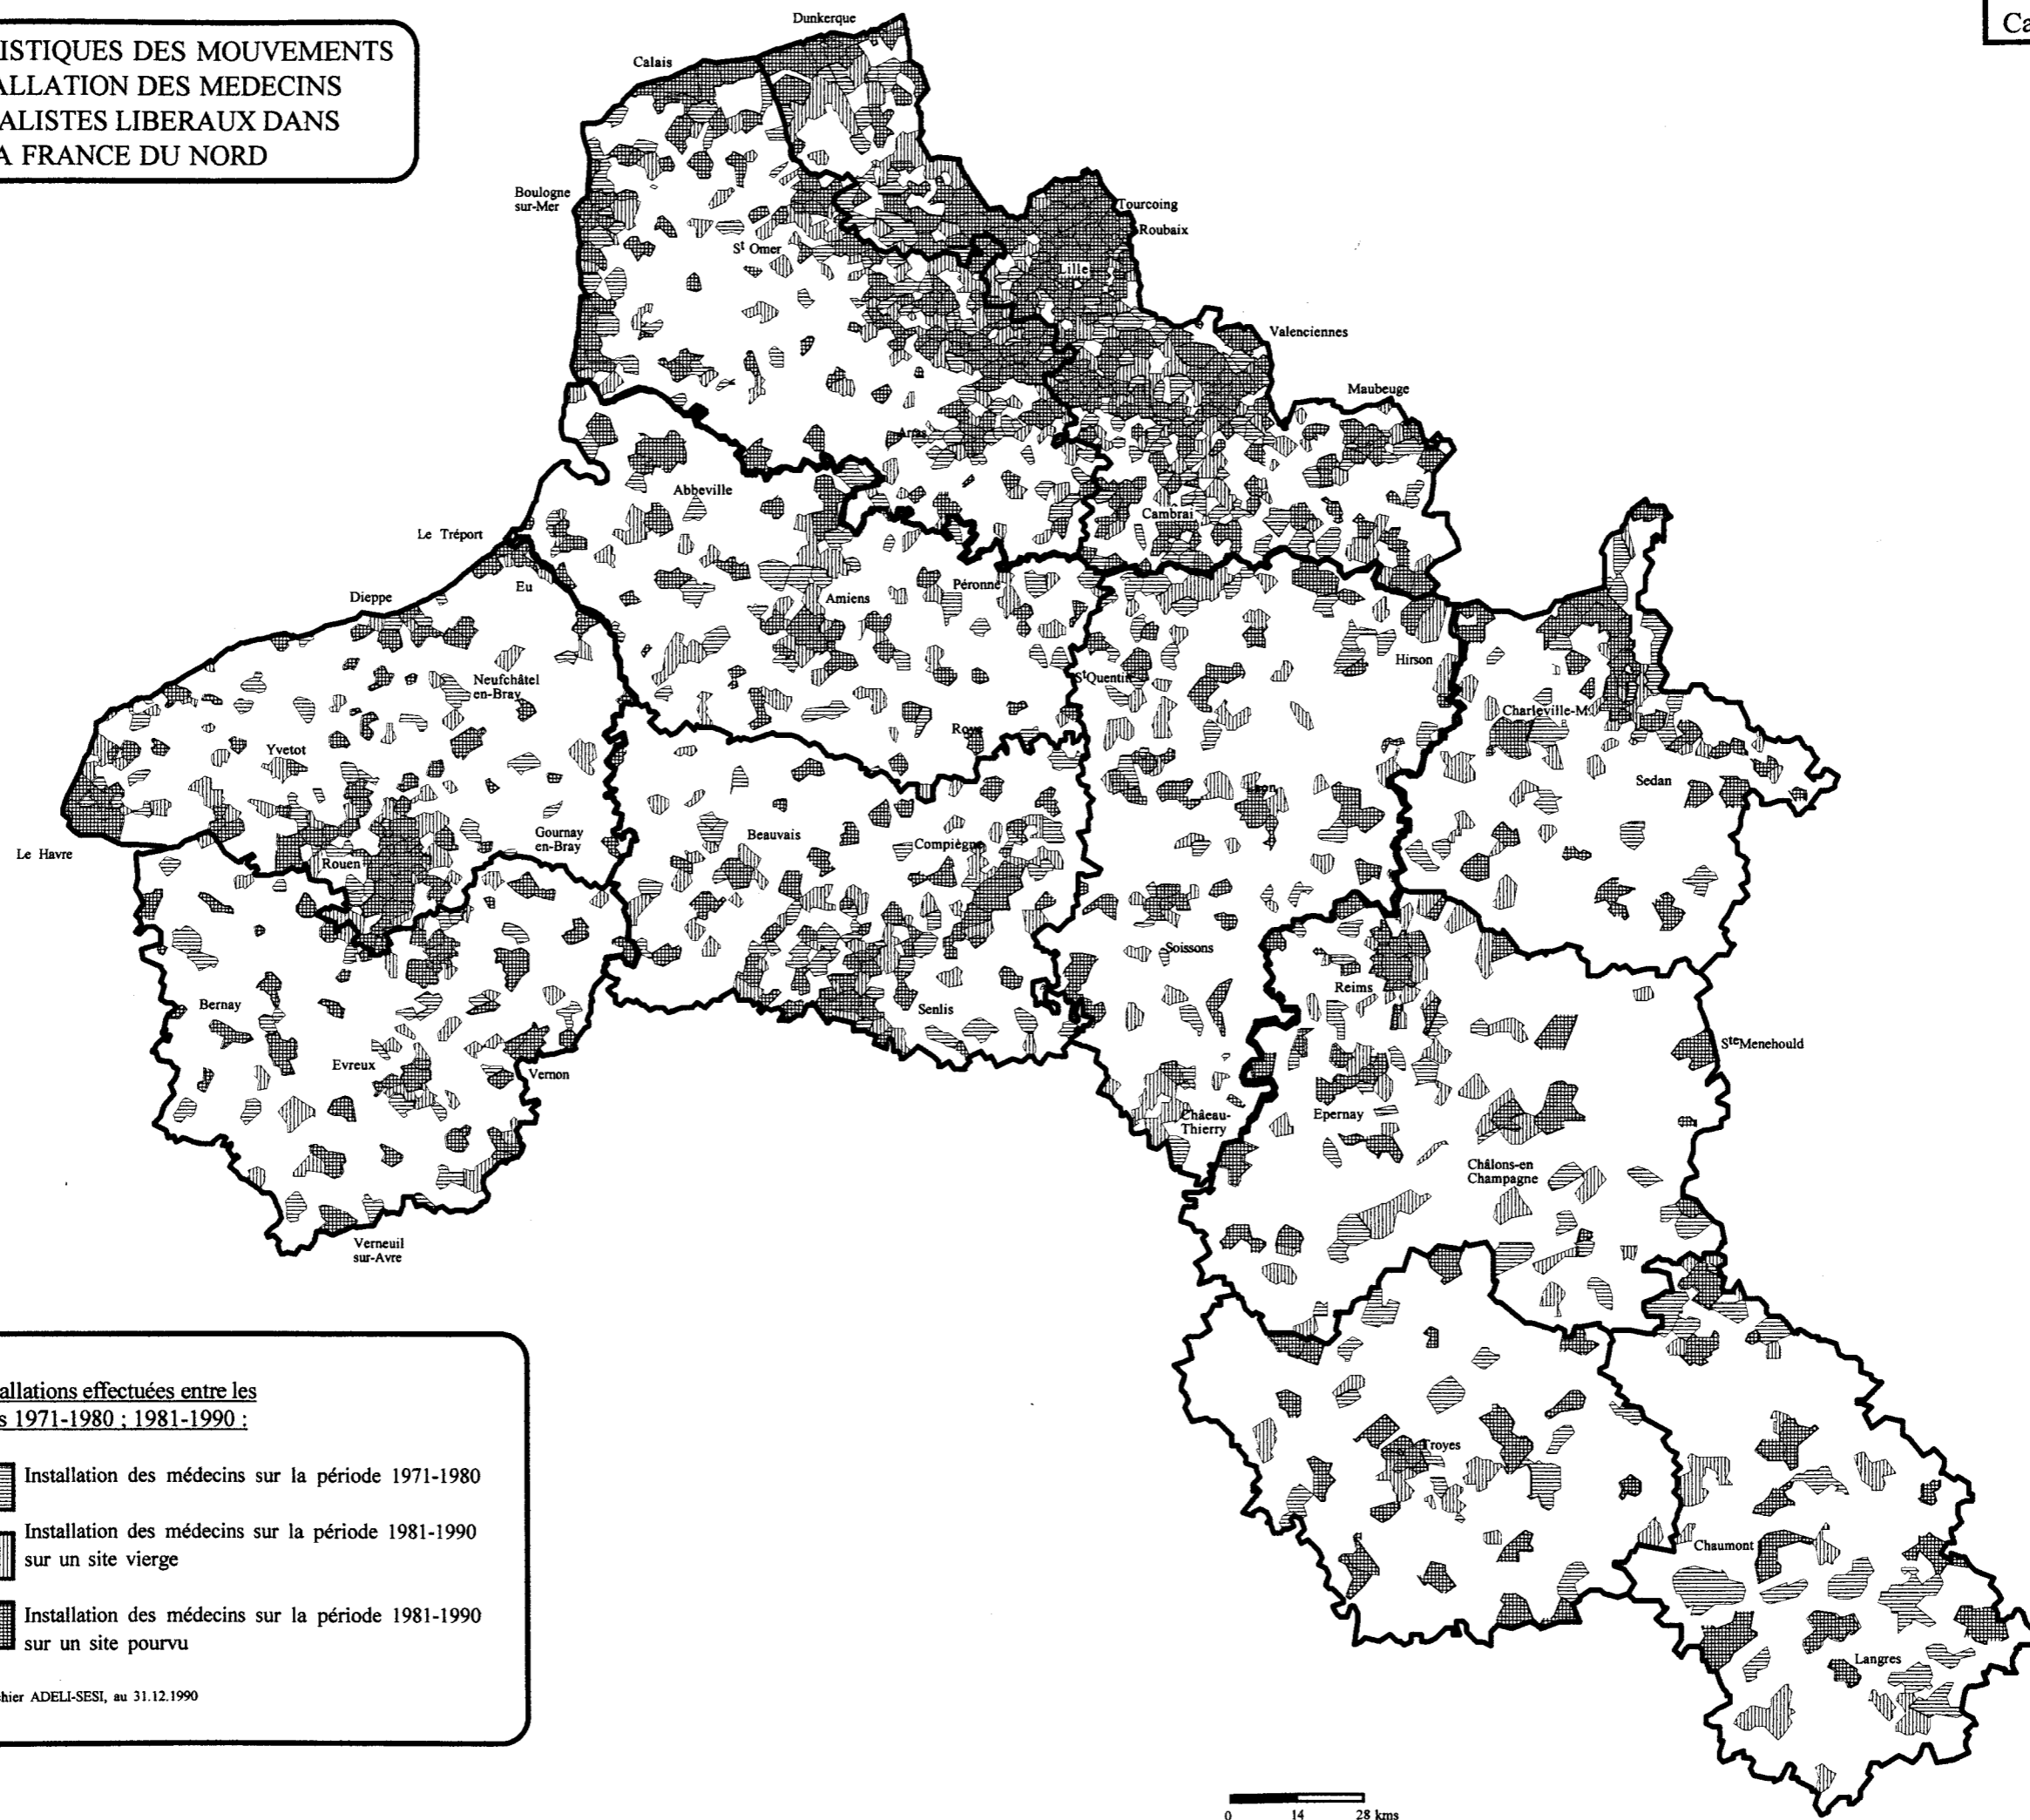 ISTIQUES DES MOUVEMENTS
ALLATION DES MEDECINS
ALISTES LIBERAUX DANS
A FRANCE DU NORD
Ca
Dunkerque
Calais
Boulogne
sur-Mer
Tourcoing
Roubaix
St Omer
Lille
Valenciennes
Maubeuge
Arras
Abbeville
Cambrai
Le Tréport
Eu
Péronne
Amiens
Dieppe
Hirson
Neufchâtel
en-Bray
St Quentin
Charleville-M.
Roye
Yvetot
Sedan
Laon
Gournay
en-Bray
Beauvais
Compiègne
Le Havre
Rouen
Soissons
Reims
Bernay
Senlis
Ste Menehould
Evreux
Vernon
Châeau-
Thierry
Epernay
Châlons-en
Champagne
Verneuil
sur-Avre
allations effectuées entre les
s 1971-1980 ; 1981-1990 :
Troyes
Installation des médecins sur la période 1971-1980
Installation des médecins sur la période 1981-1990
sur un site vierge
Chaumont
Installation des médecins sur la période 1981-1990
sur un site pourvu
Langres
hier ADELI-SESI, au 31.12.1990
0 14 28 kms